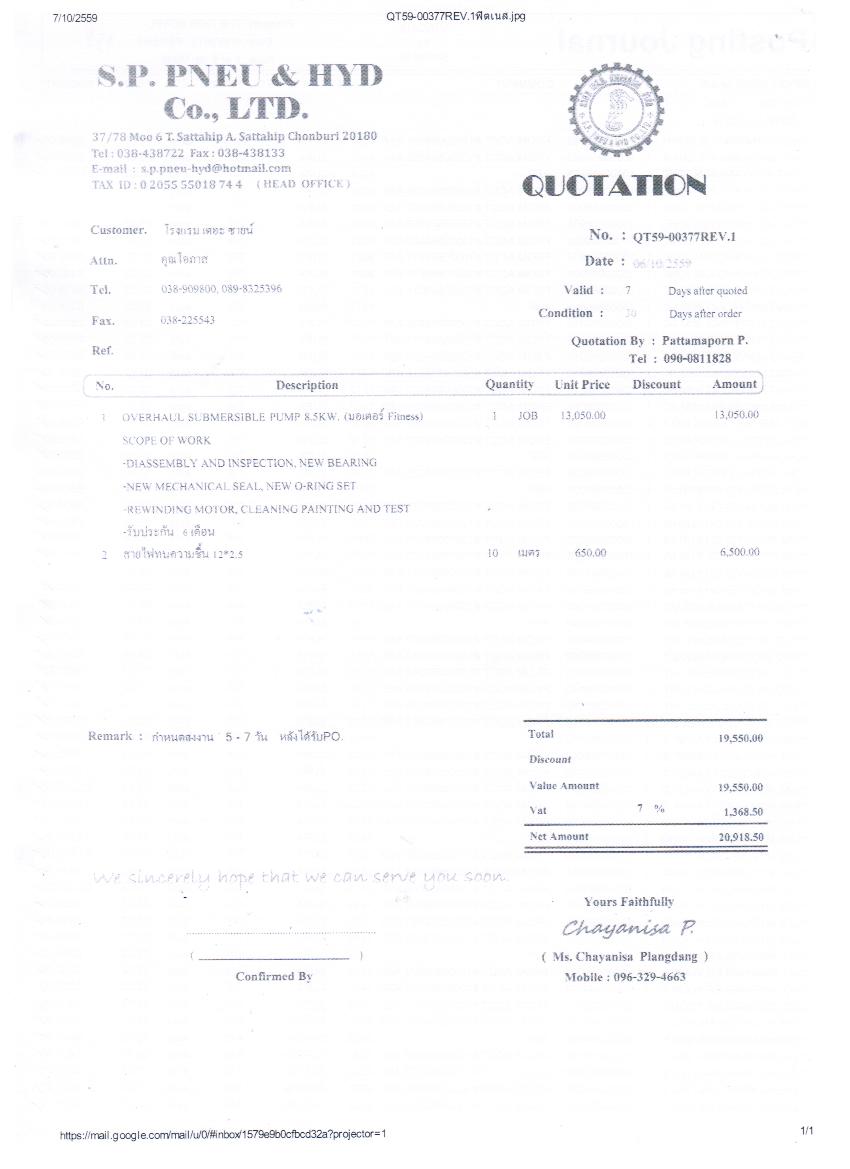 7/10/2559 QT59-00377REV.1ฟิตเนส.jpg
S.P. PNEU & HYD
Co., LTD.
37/78 Moo 6 T. Sattahip A. Sattahip Chonburi 20180
Tel : 038-438722 Fax : 038-438133
E-mail : s.p.pneu-hyd@hotmail.com
TAX ID : 0 2055 55018 74 4 ( HEAD OFFICE )
QUOTATION
Customer. โรงแรม เดอะ ซายน์
Attn. คุณโอภาส
Tel. 038-909800, 089-8325396
Fax. 038-225543
Ref.
No. : QT59-00377REV.1
Date : 06/10/2559
Valid : 7 Days after quoted
Condition : 30 Days after order
Quotation By : Pattamaporn P.
Tel : 090-0811828
No. Description Quantity Unit Price Discount Amount
1 OVERHAUL SUBMERSIBLE PUMP 8.5KW. (มอเตอร์ Fitness) 1 JOB 13,050.00 13,050.00
SCOPE OF WORK
-DIASSEMBLY AND INSPECTION, NEW BEARING
-NEW MECHANICAL SEAL, NEW O-RING SET
-REWINDING MOTOR, CLEANING PAINTING AND TEST
-รับประกัน 6 เดือน
2 สายไฟทนความชื้น 12*2.5 10 เมตร 650.00 6,500.00
Remark : กำหนดส่งงาน 5 - 7 วัน หลังได้รับPO.
Total 19,550.00
Discount
Value Amount 19,550.00
Vat 7 % 1,368.50
Net Amount 20,918.50
We sincerely hope that we can serve you soon.
Yours Faithfully
Chayanisa P.
( Ms. Chayanisa Plangdang )
Mobile : 096-329-4663
Confirmed By
https://mail.google.com/mail/u/0/#inbox/1579e9b0cfbcd32a?projector=1 1/1